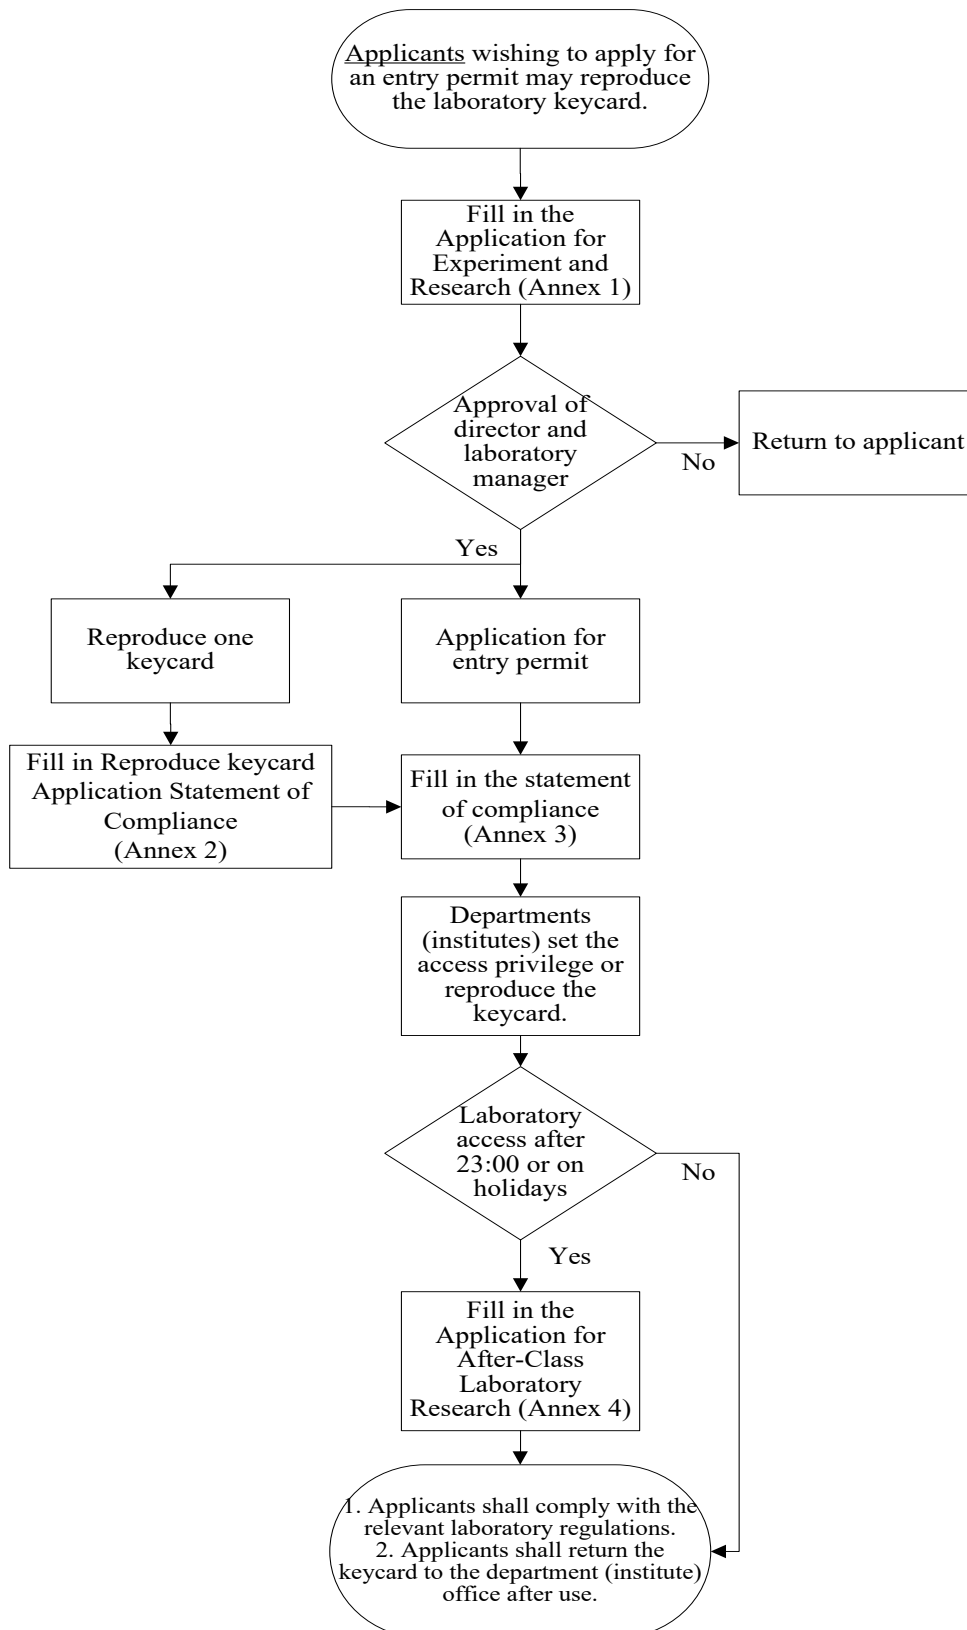 Applicants wishing to apply for
an entry permit may reproduce
the laboratory keycard.
Fill in the
Application for
Experiment and
Research (Annex 1)
Approval of
director and
laboratory
manager
No
Return to applicant
Yes
Reproduce one
keycard
Application for
entry permit
Fill in Reproduce keycard
Application Statement of
Compliance
(Annex 2)
Fill in the statement
of compliance
(Annex 3)
Departments
(institutes) set the
access privilege or
reproduce the
keycard.
Laboratory
access after
23:00 or on
holidays
No
Yes
Fill in the
Application for
After-Class
Laboratory
Research (Annex 4)
1. Applicants shall comply with the
relevant laboratory regulations.
2. Applicants shall return the
keycard to the department (institute)
office after use.